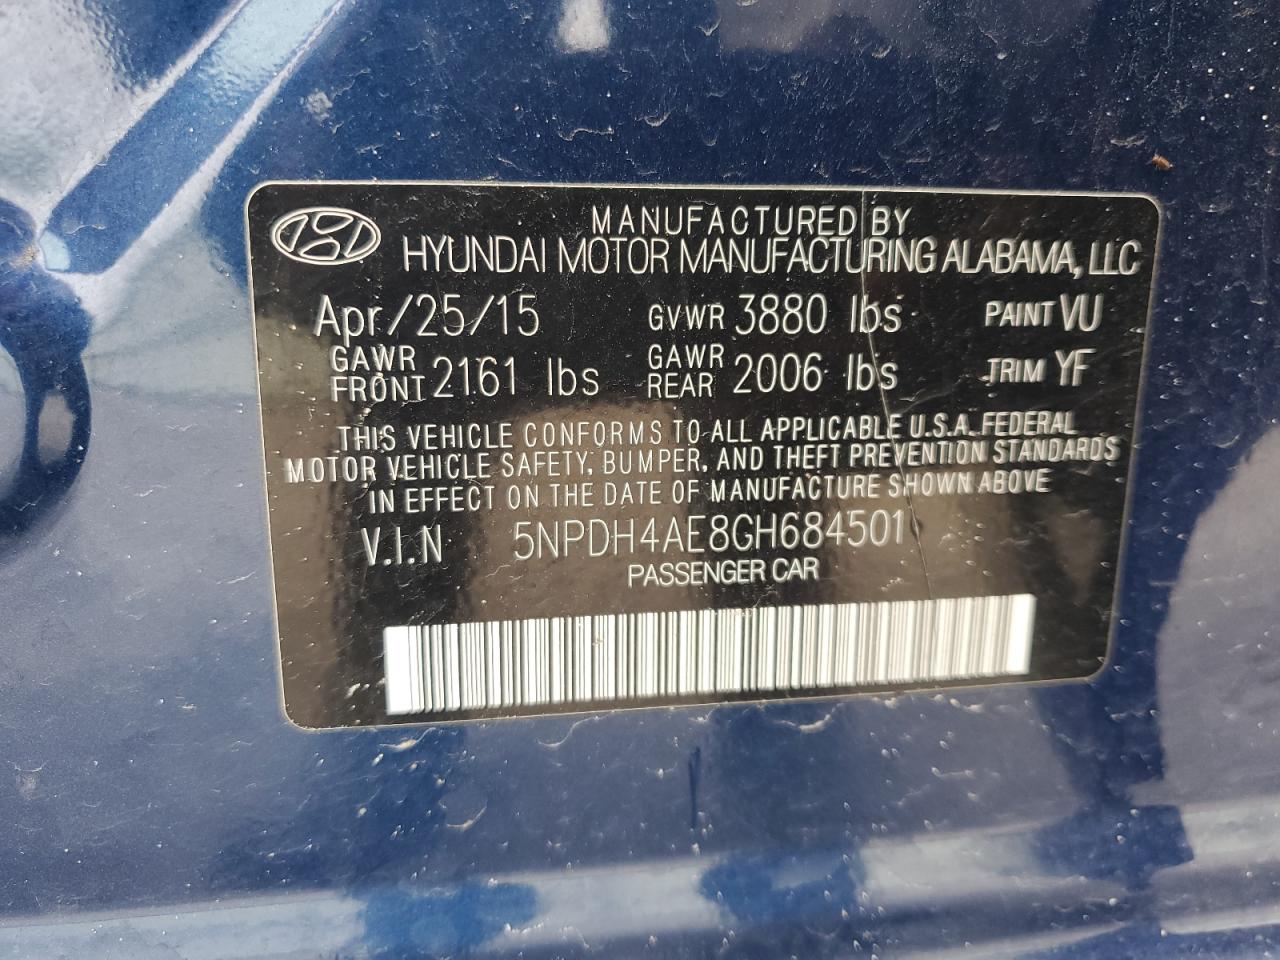 MANUFACTURED BY
HYUNDAI MOTOR MANUFACTURING ALABAMA, LLC
Apr/25/15 GVWR 3880 lbs PAINT VU
GAWR FRONT 2161 lbs GAWR REAR 2006 lbs TRIM YF
THIS VEHICLE CONFORMS TO ALL APPLICABLE U.S.A. FEDERAL
MOTOR VEHICLE SAFETY, BUMPER, AND THEFT PREVENTION STANDARDS
IN EFFECT ON THE DATE OF MANUFACTURE SHOWN ABOVE
V.I.N 5NPDH4AE8GH684501
PASSENGER CAR